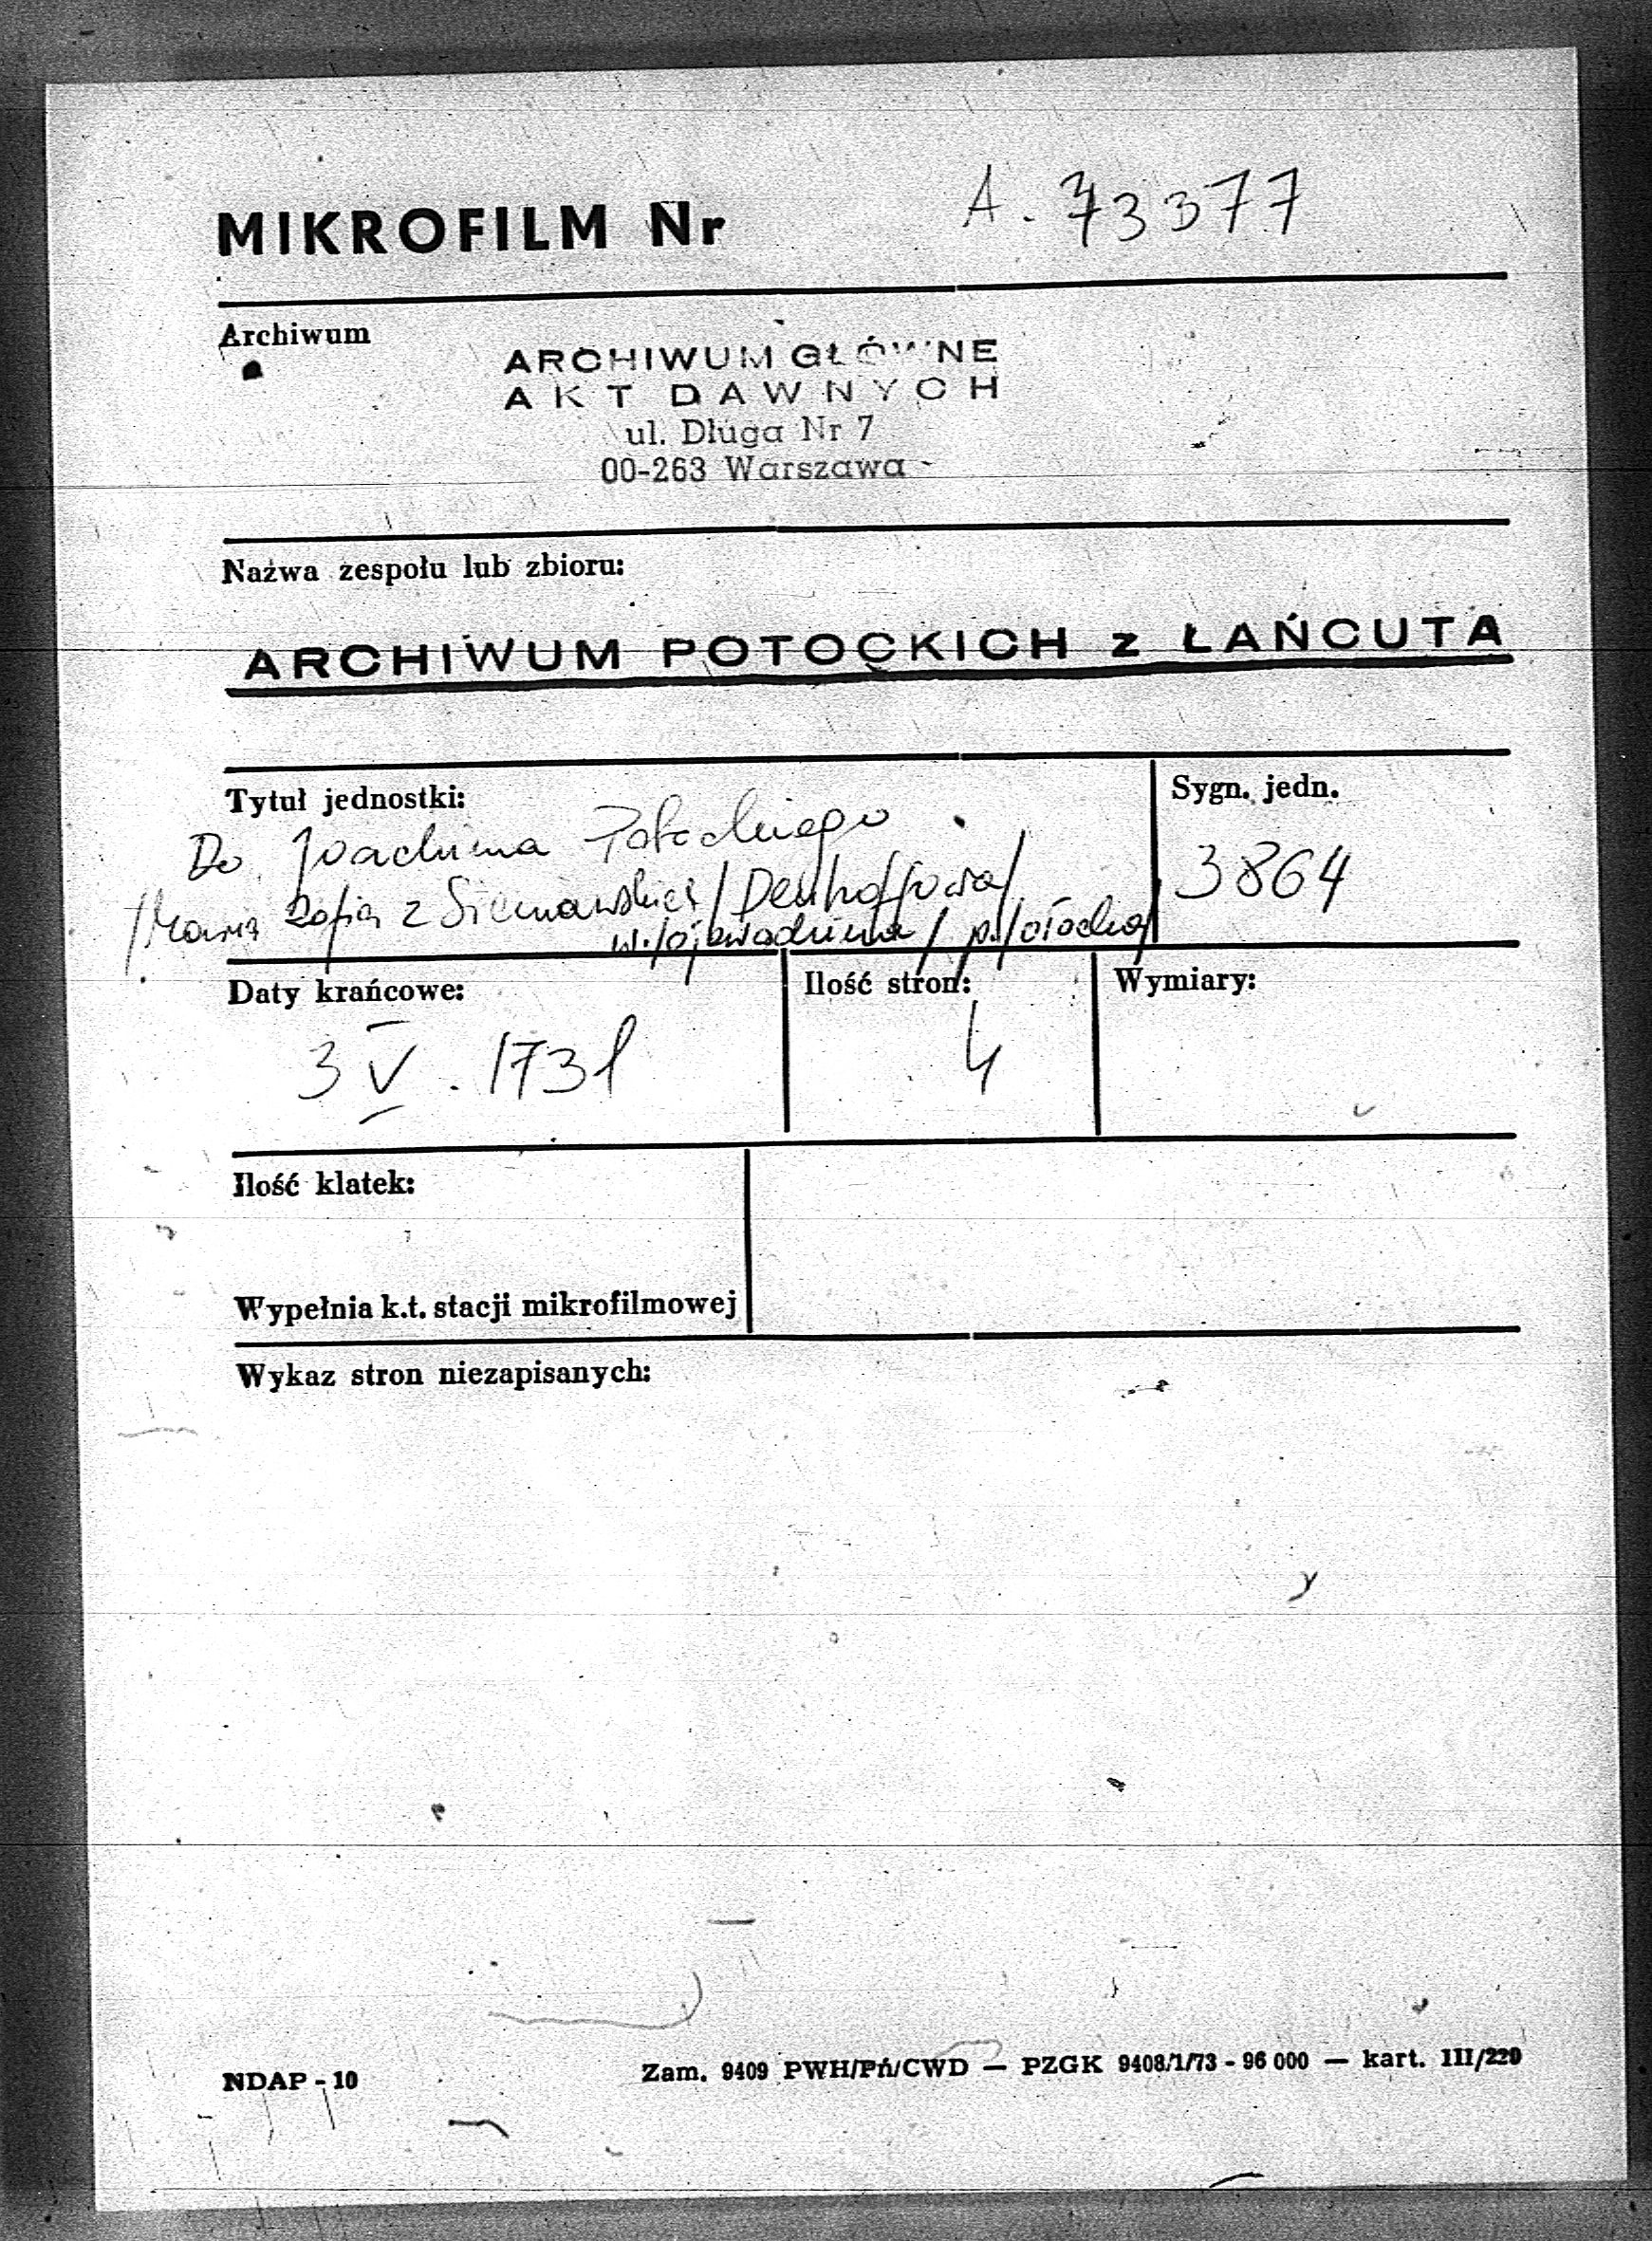 MIKROFILM Nr A. 73377
Archiwum
ARCHIWUM GŁÓWNE
AKT DAWNYCH
ul. Długa Nr 7
00-263 Warszawa
Nazwa zespołu lub zbioru:
ARCHIWUM POTOCKICH z ŁAŃCUTA
Tytuł jednostki:
Sygn. jedn.
Do Joachima Potockiego
3864
/Maria Zofia z Sieniawskich/Denhoffowa/
w./ojewodzina/ p./ołocka/
Daty krańcowe:
Ilość stron:
Wymiary:
3 V. 1731
4
Ilość klatek:
Wypełnia k.t. stacji mikrofilmowej
Wykaz stron niezapisanych:
NDAP - 10
Zam. 9409 PWH/Pń/CWD — PZGK 9408/1/73 - 96 000 — kart. III/220